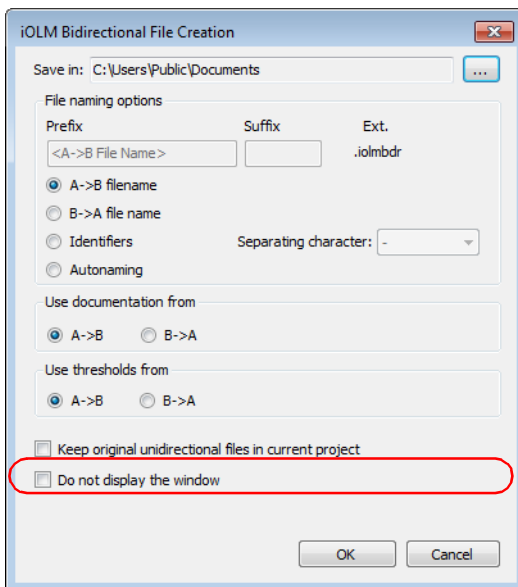 iOLM Bidirectional File Creation
Save in: C:\Users\Public\Documents ...
File naming options
Prefix Suffix Ext.
<A->B File Name> .iolmbdr
A->B filename
B->A file name
Identifiers Separating character: -
Autonaming
Use documentation from
A->B B->A
Use thresholds from
A->B B->A
Keep original unidirectional files in current project
Do not display the window
OK Cancel